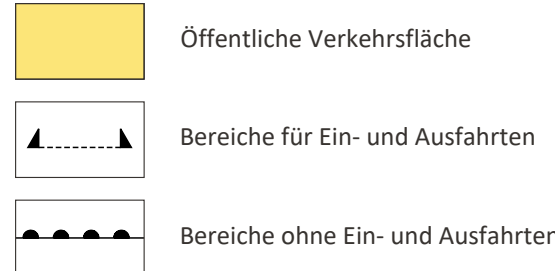 Öffentliche Verkehrsfläche
Bereiche für Ein- und Ausfahrten
Bereiche ohne Ein- und Ausfahrten